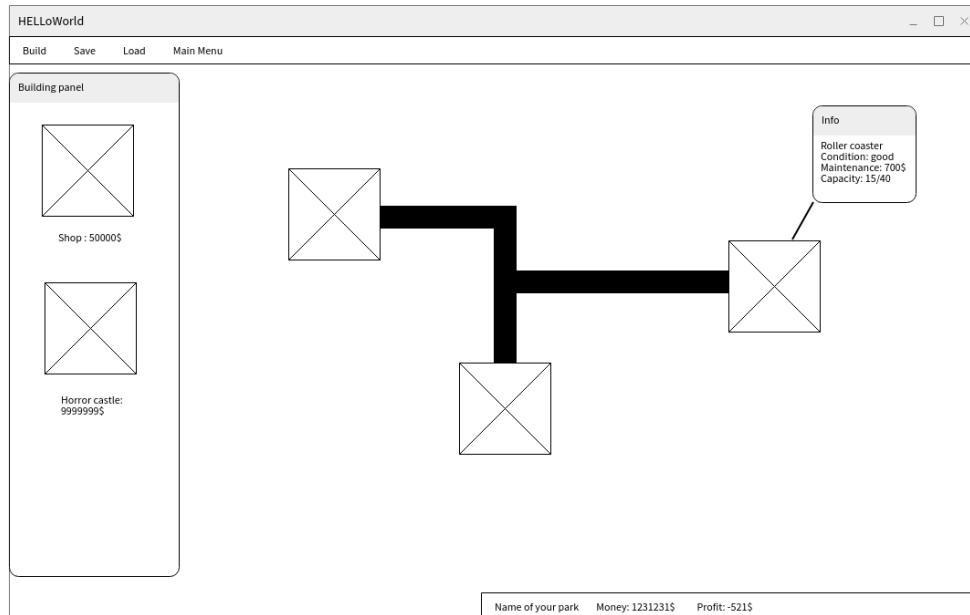 HELLoWorld
Build Save Load Main Menu
Building panel
Shop : 50000$
Horror castle:
9999999$
Info
Roller coaster
Condition: good
Maintenance: 700$
Capacity: 15/40
Name of your park Money: 1231231$ Profit: -521$